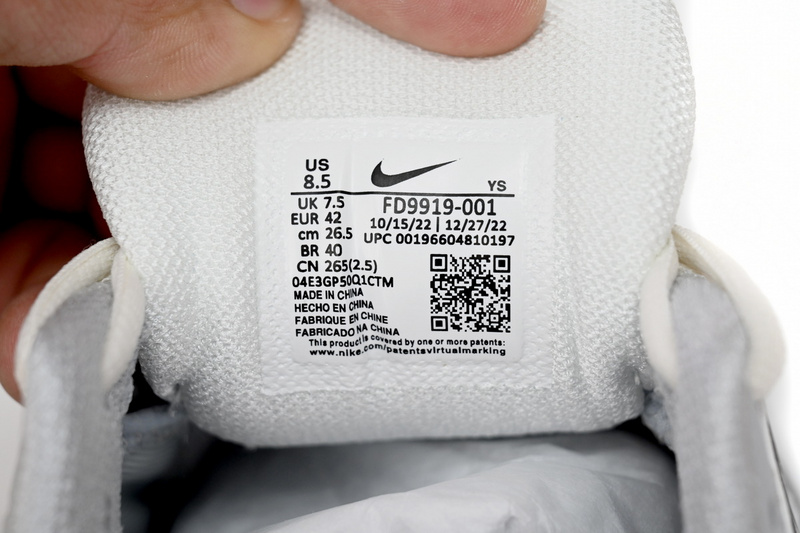 US
8.5
YS
UK 7.5
EUR 42
cm 26.5
BR 40
CN 265(2.5)
FD9919-001
10/15/22 | 12/27/22
UPC 00196604810197
04E3GP50Q1CTM
MADE IN CHINA
HECHO EN CHINA
FABRIQUE EN CHINE
FABRICADO NA CHINA
This product is covered by one or more patents:
www.nike.com/patentsvirtualmarking